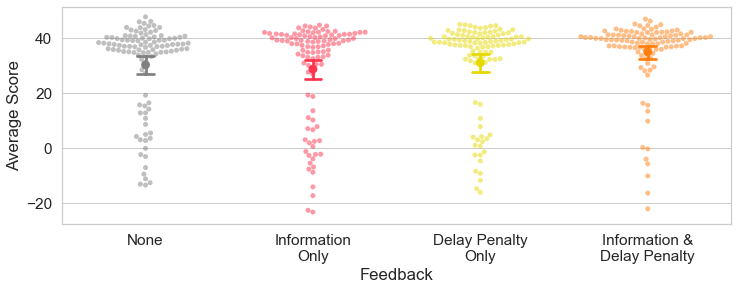 Average Score
40
20
0
−20
None
Information
Only
Delay Penalty
Only
Information &
Delay Penalty
Feedback